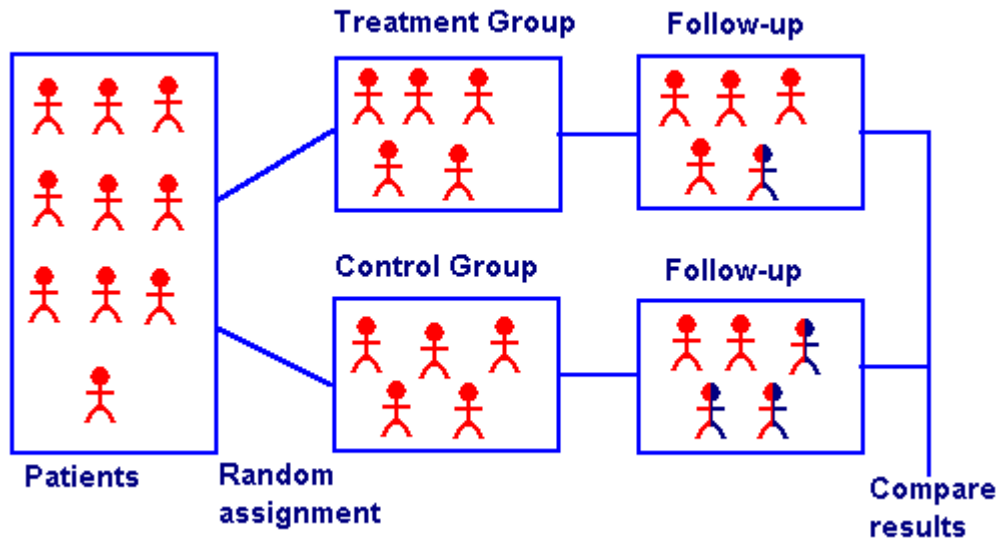 Treatment Group
Follow-up
Control Group
Follow-up
Patients
Random
assignment
Compare
results